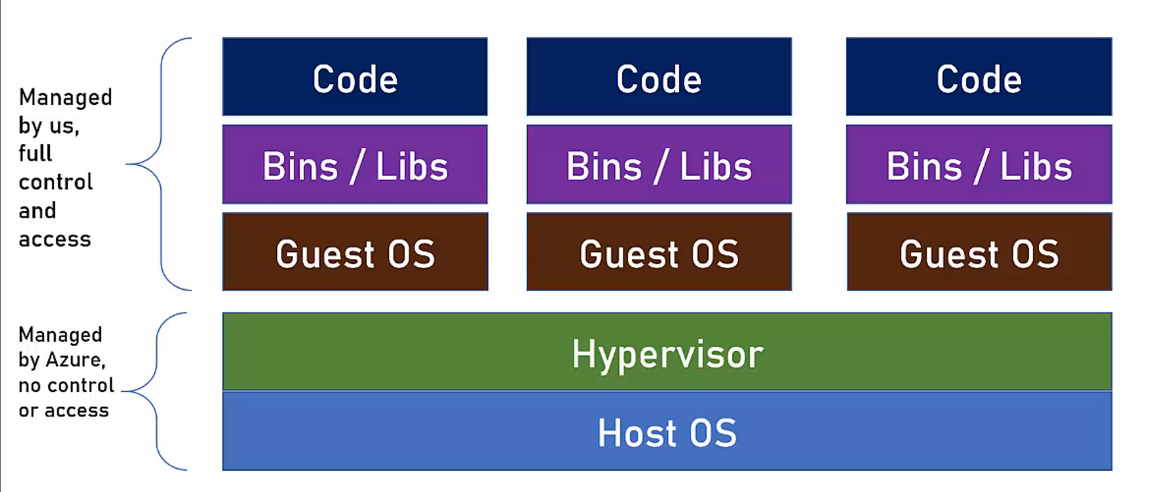 Managed
by us,
full
control
and
access
Code
Code
Code
Bins / Libs
Bins / Libs
Bins / Libs
Guest OS
Guest OS
Guest OS
Managed
by Azure,
no control
or access
Hypervisor
Host OS